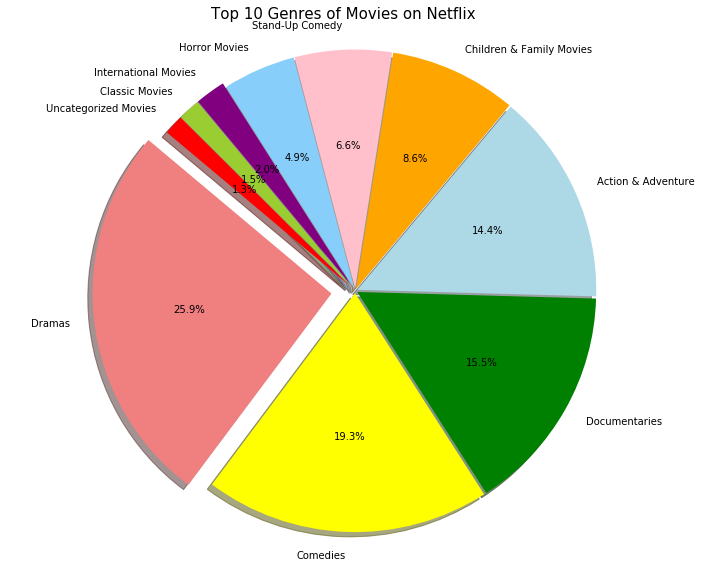 Top 10 Genres of Movies on Netflix
Stand-Up Comedy
Horror Movies
Children & Family Movies
International Movies
Classic Movies
Uncategorized Movies
6.6%
4.9%
8.6%
2.0%
1.5%
1.3%
Action & Adventure
14.4%
25.9%
Dramas
15.5%
Documentaries
19.3%
Comedies